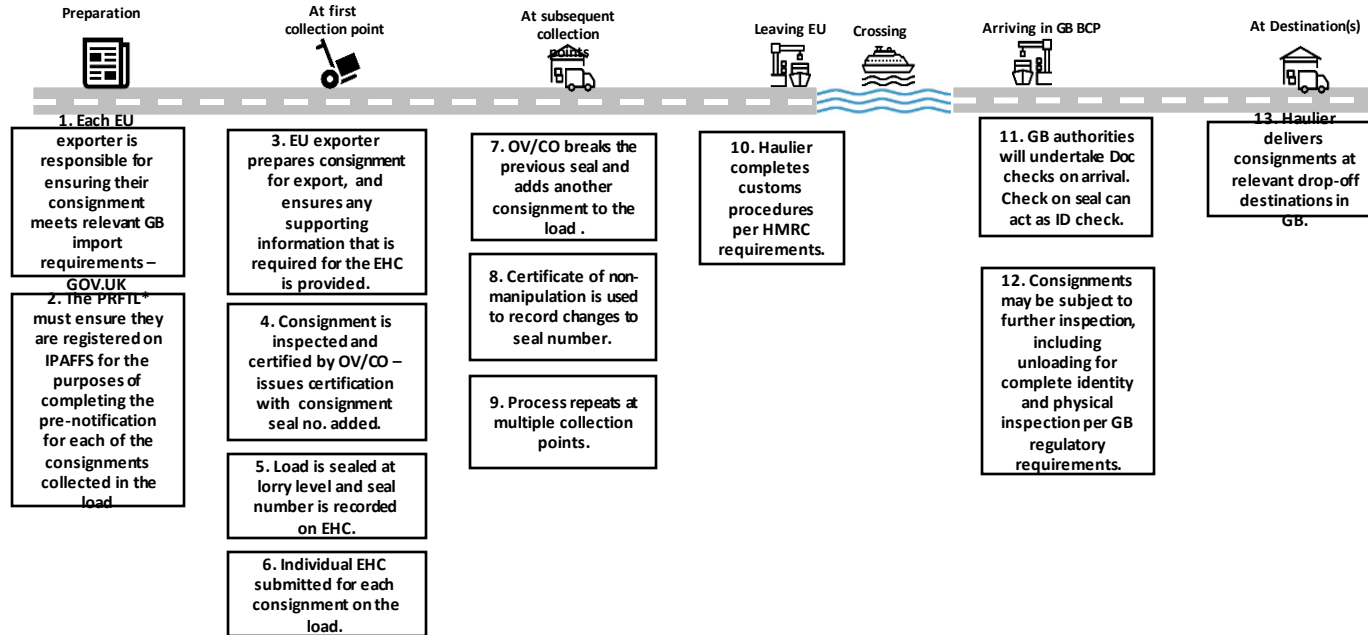 Preparation
At first
collection point
At subsequent
collection
points
Leaving EU
Crossing
Arriving in GB BCP
At Destination(s)
1. Each EU
exporter is
responsible for
ensuring their
consignment
meets relevant GB
import
requirements –
GOV.UK
2. The PRFTL*
must ensure they
are registered on
IPAFFS for the
purposes of
completing the
pre-notification
for each of the
consignments
collected in the
load
3. EU exporter
prepares consignment
for export, and
ensures any
supporting
information that is
required for the EHC
is provided.
4. Consignment is
inspected and
certified by OV/CO –
issues certification
with consignment
seal no. added.
5. Load is sealed at
lorry level and seal
number is recorded
on EHC.
6. Individual EHC
submitted for each
consignment on the
load.
7. OV/CO breaks the
previous seal and
adds another
consignment to the
load .
8. Certificate of non-
manipulation is used
to record changes to
seal number.
9. Process repeats at
multiple collection
points.
10. Haulier
completes
customs
procedures
per HMRC
requirements.
11. GB authorities
will undertake Doc
checks on arrival.
Check on seal can
act as ID check.
12. Consignments
may be subject to
further inspection,
including
unloading for
complete identity
and physical
inspection per GB
regulatory
requirements.
13. Haulier
delivers
consignments at
relevant drop-off
destinations in
GB.